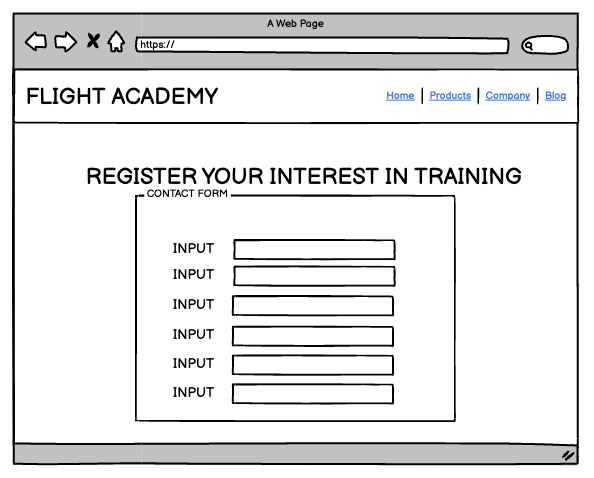 A Web Page
https://
FLIGHT ACADEMY
Home | Products | Company | Blog
REGISTER YOUR INTEREST IN TRAINING
CONTACT FORM
INPUT
INPUT
INPUT
INPUT
INPUT
INPUT